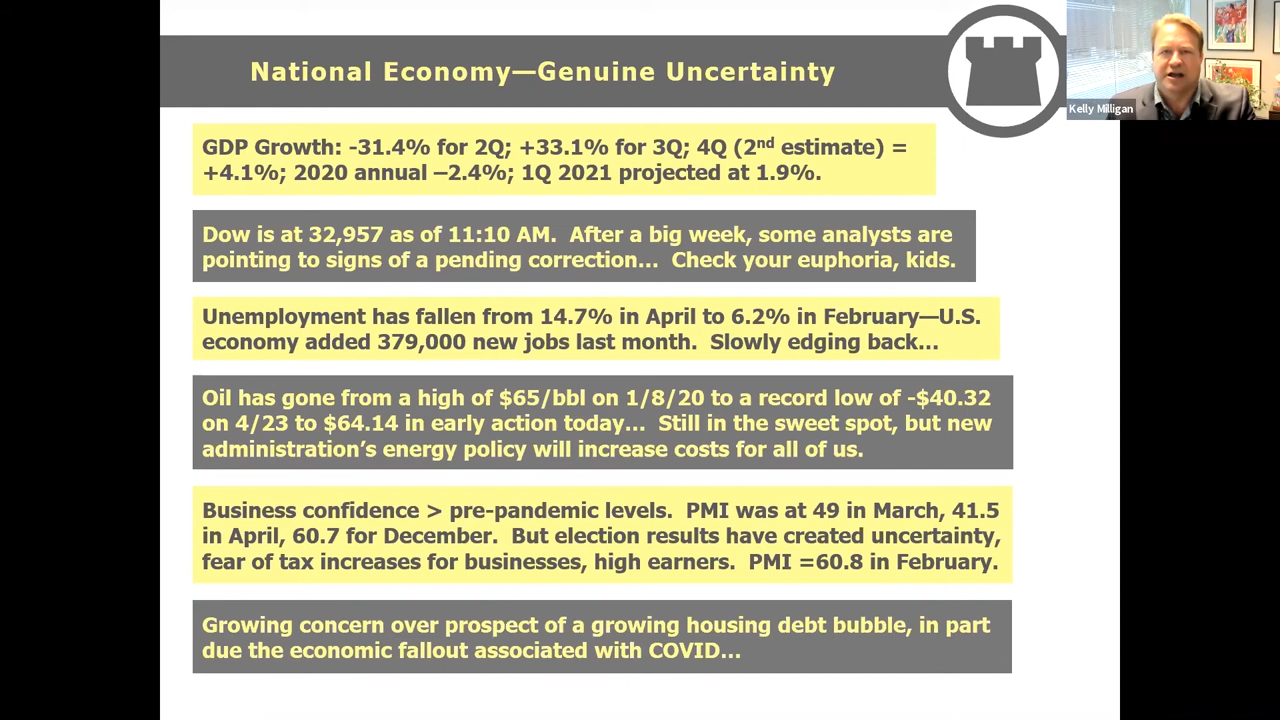 National Economy—Genuine Uncertainty
Kelly Milligan
GDP Growth: -31.4% for 2Q; +33.1% for 3Q; 4Q (2nd estimate) =
+4.1%; 2020 annual –2.4%; 1Q 2021 projected at 1.9%.
Dow is at 32,957 as of 11:10 AM. After a big week, some analysts are
pointing to signs of a pending correction... Check your euphoria, kids.
Unemployment has fallen from 14.7% in April to 6.2% in February—U.S.
economy added 379,000 new jobs last month. Slowly edging back...
Oil has gone from a high of $65/bbl on 1/8/20 to a record low of -$40.32
on 4/23 to $64.14 in early action today... Still in the sweet spot, but new
administration's energy policy will increase costs for all of us.
Business confidence > pre-pandemic levels. PMI was at 49 in March, 41.5
in April, 60.7 for December. But election results have created uncertainty,
fear of tax increases for businesses, high earners. PMI =60.8 in February.
Growing concern over prospect of a growing housing debt bubble, in part
due the economic fallout associated with COVID...